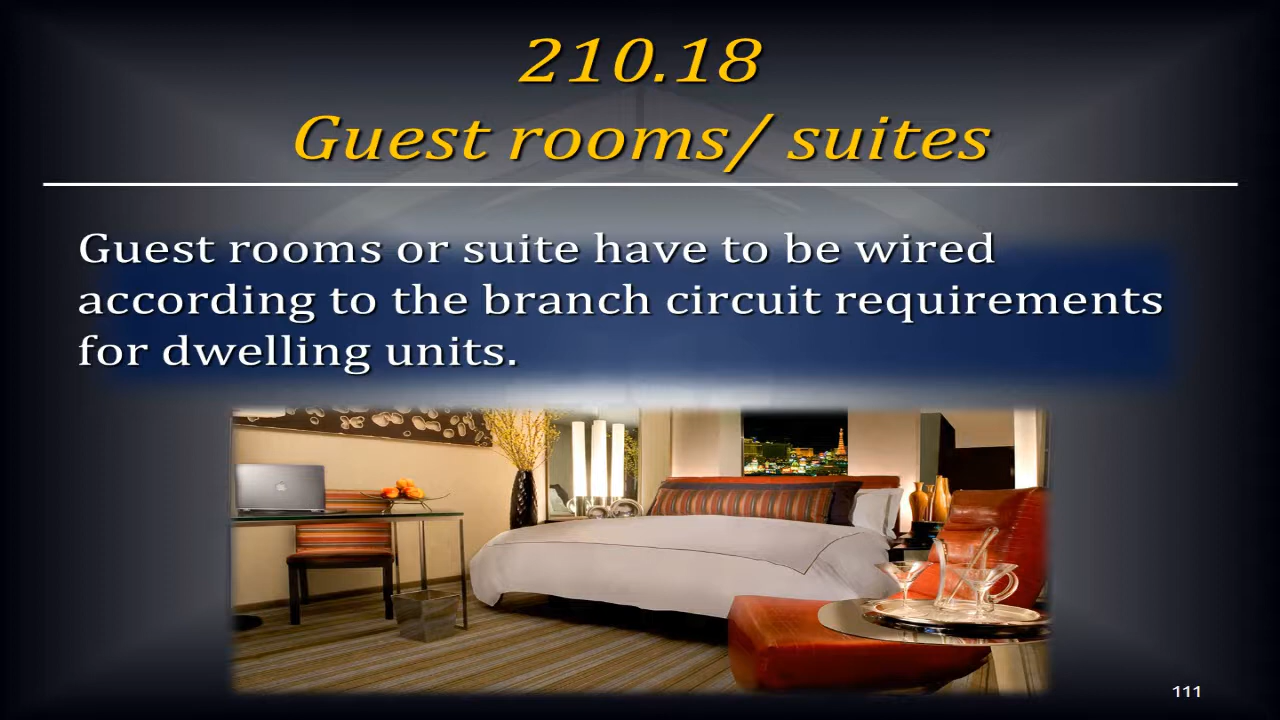 210.18
Guest rooms/ suites
Guest rooms or suite have to be wired
according to the branch circuit requirements
for dwelling units.
111